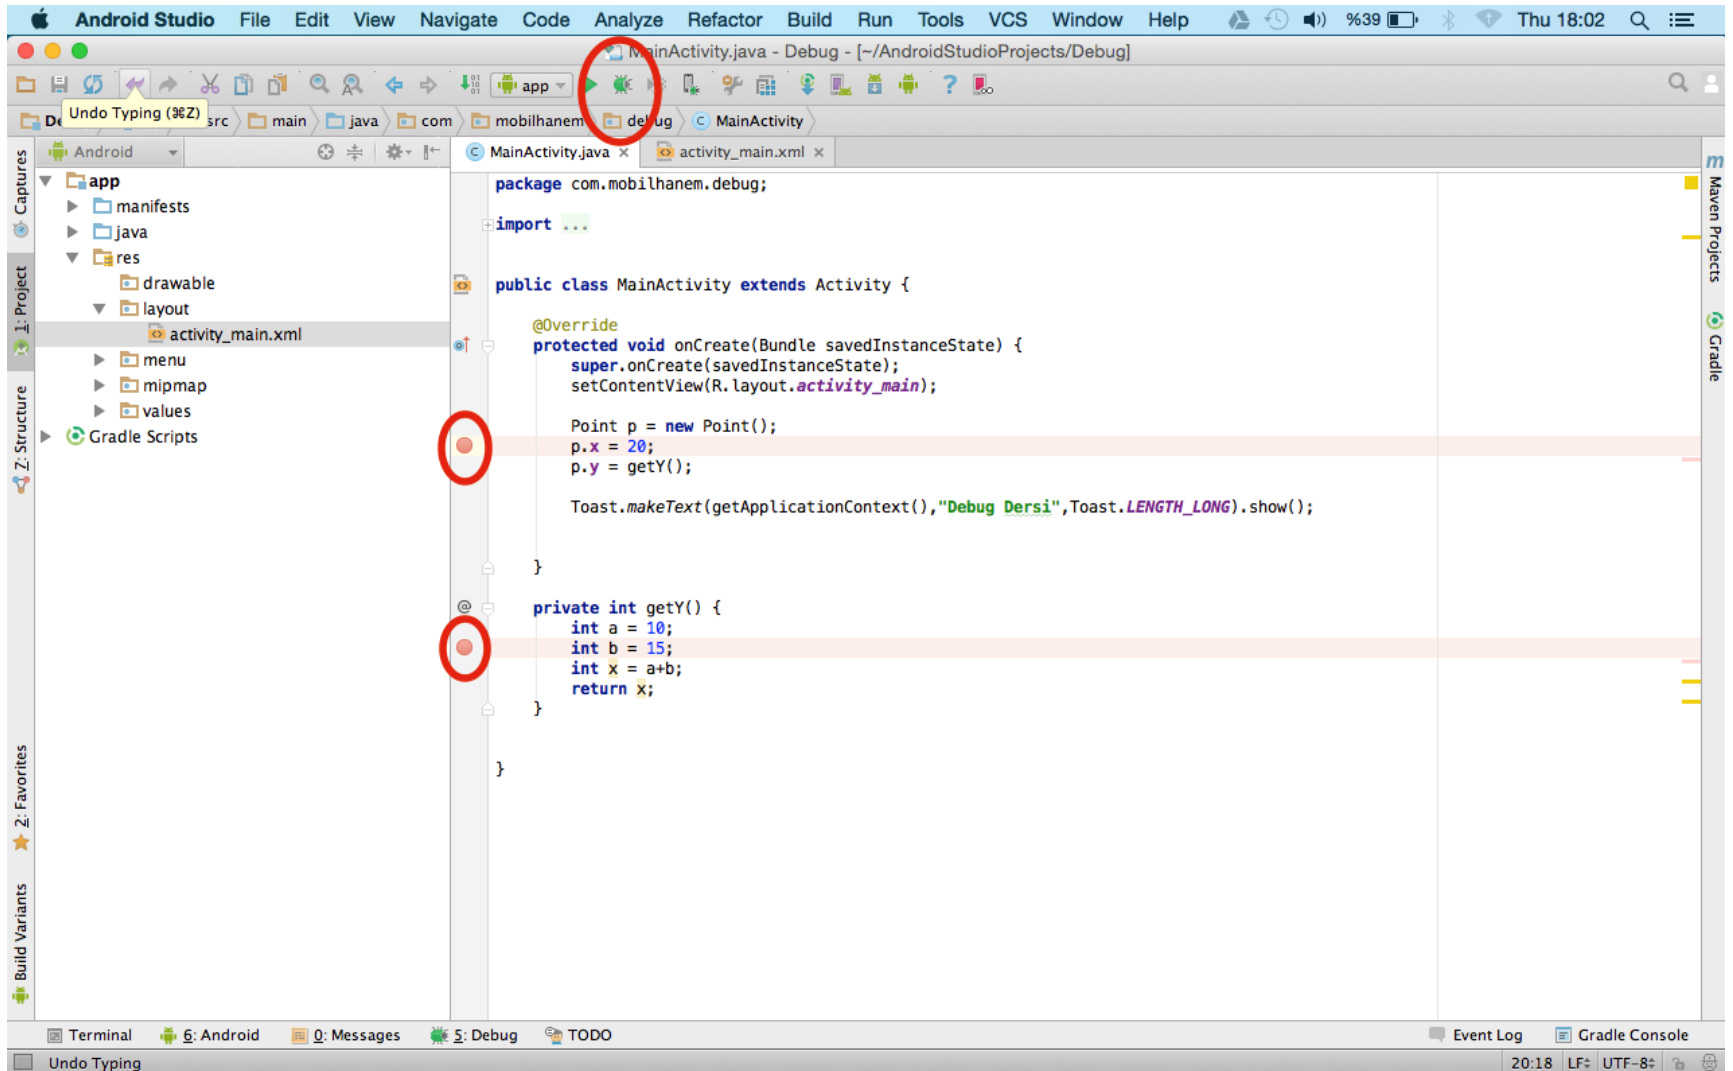 Android Studio File Edit View Navigate Code Analyze Refactor Build Run Tools VCS Window Help %39 Thu 18:02
MainActivity.java - Debug - [~/AndroidStudioProjects/Debug]
app
Undo Typing (⌘Z)
src main java com mobilhanem debug MainActivity
Android
MainActivity.java activity_main.xml
Captures
1: Project
Z: Structure
2: Favorites
Build Variants
app
manifests
java
res
drawable
layout
activity_main.xml
menu
mipmap
values
Gradle Scripts
package com.mobilhanem.debug;
import ...
public class MainActivity extends Activity {
@Override
protected void onCreate(Bundle savedInstanceState) {
super.onCreate(savedInstanceState);
setContentView(R.layout.activity_main);
Point p = new Point();
p.x = 20;
p.y = getY();
Toast.makeText(getApplicationContext(),"Debug Dersi",Toast.LENGTH_LONG).show();
}
private int getY() {
int a = 10;
int b = 15;
int x = a+b;
return x;
}
}
Maven Projects
Gradle
Terminal 6: Android 0: Messages 5: Debug TODO Event Log Gradle Console
Undo Typing 20:18 LF UTF-8